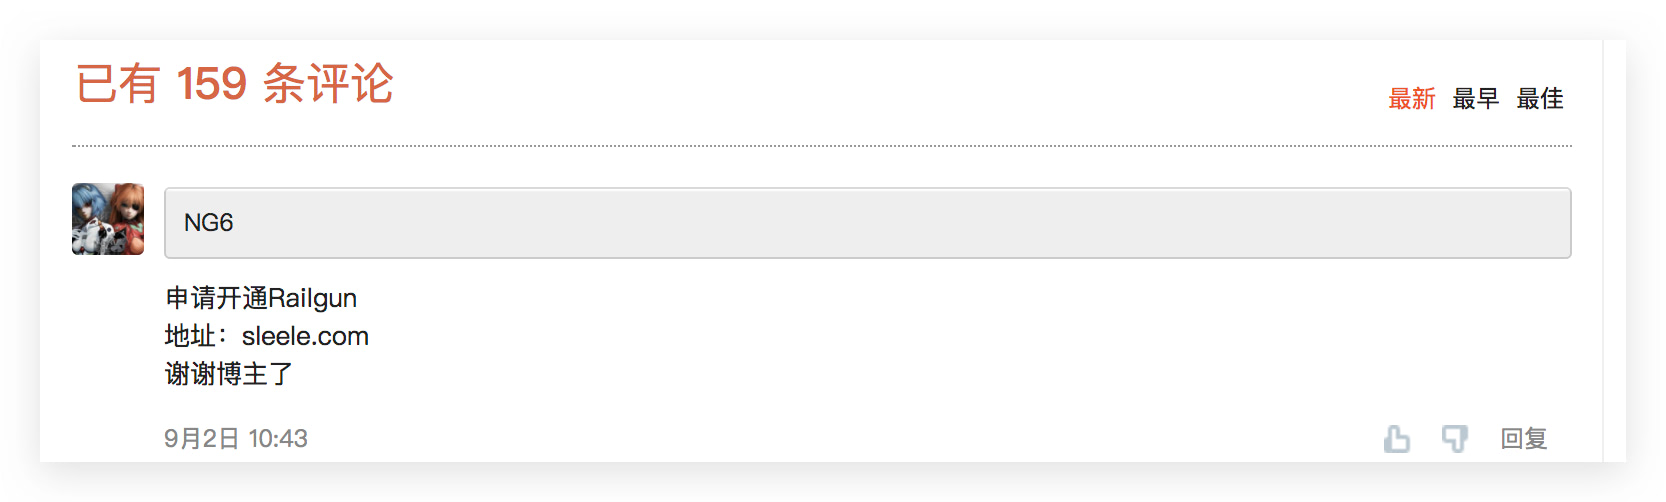 已有 159 条评论
最新 最早 最佳
NG6
申请开通Railgun
地址：sleele.com
谢谢博主了
9月2日 10:43
回复